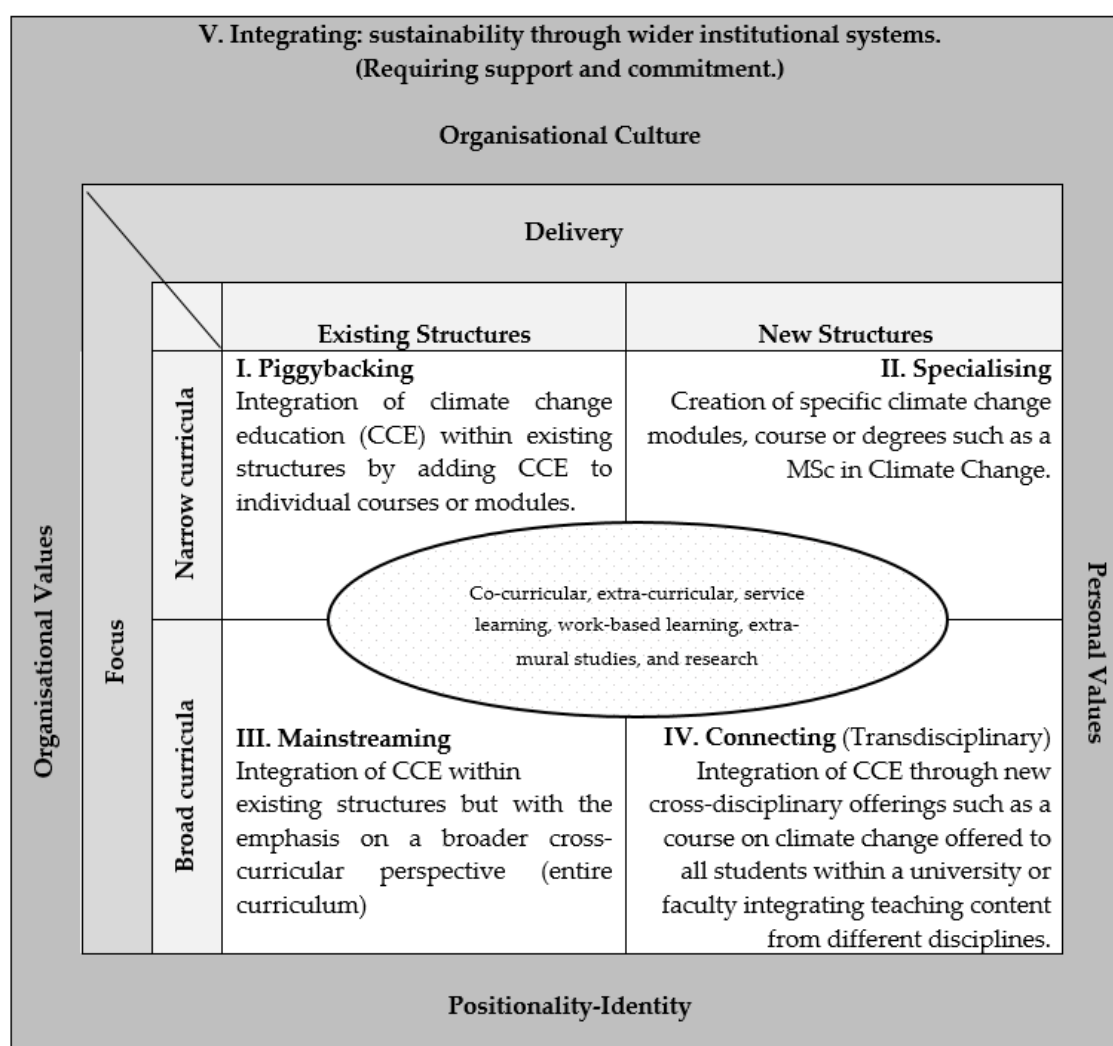 V. Integrating: sustainability through wider institutional systems.
(Requiring support and commitment.)
Organisational Culture
Delivery
Existing Structures
New Structures
Organisational Values
Focus
Narrow curricula
I. Piggybacking
Integration of climate change
education (CCE) within existing
structures by adding CCE to
individual courses or modules.
II. Specialising
Creation of specific climate change
modules, course or degrees such as a
MSc in Climate Change.
Co-curricular, extra-curricular, service
learning, work-based learning, extra-
mural studies, and research
Broad curricula
III. Mainstreaming
Integration of CCE within
existing structures but with the
emphasis on a broader cross-
curricular perspective (entire
curriculum)
IV. Connecting (Transdisciplinary)
Integration of CCE through new
cross-disciplinary offerings such as a
course on climate change offered to
all students within a university or
faculty integrating teaching content
from different disciplines.
Personal Values
Positionality-Identity